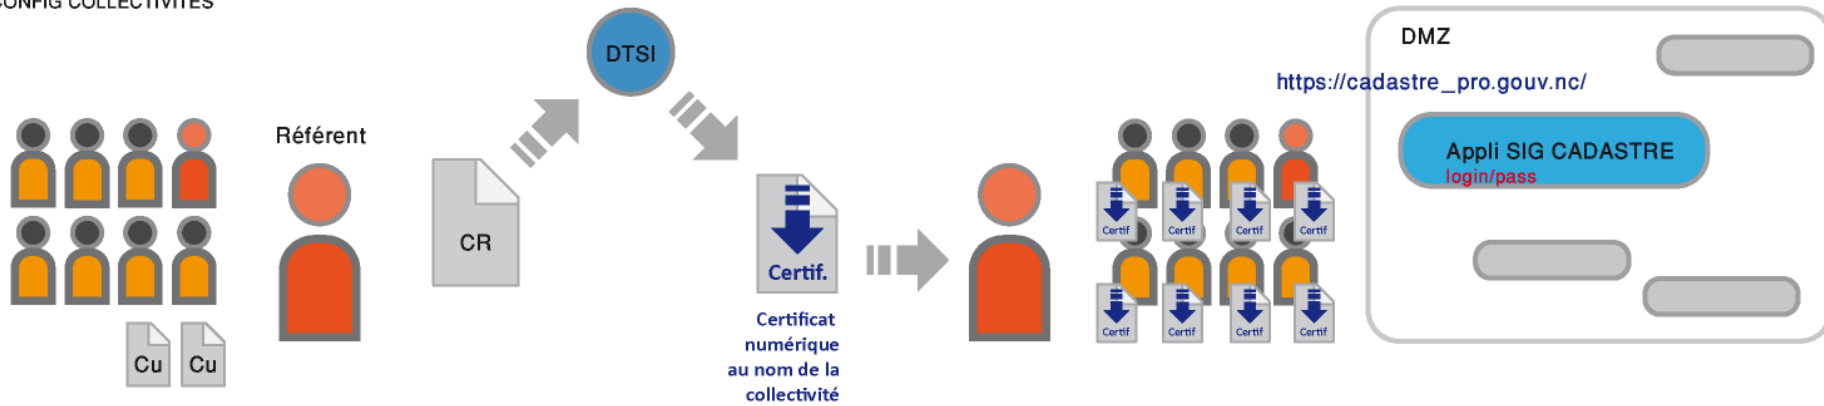 CONFIG COLLECTIVITES
Référent
Cu
Cu
CR
DTSI
Certif.
Certificat
numérique
au nom de la
collectivité
Certif
Certif
Certif
Certif
Certif
Certif
Certif
Certif
DMZ
https://cadastre_pro.gouv.nc/
Appli SIG CADASTRE
login/pass